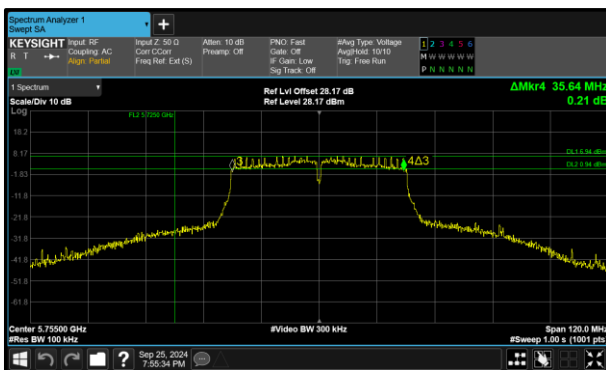 Spectrum Analyzer 1
Swept SA
+
KEYSIGHT
R T
Input: RF
Coupling: AC
Align: Partial
Input Z: 50 Ω
Corr CCorr
Freq Ref: Ext (S)
Atten: 10 dB
Preamp: Off
PNO: Fast
Gate: Off
IF Gain: Low
Sig Track: Off
#Avg Type: Voltage
Avg|Hold: 10/10
Trig: Free Run
1 2 3 4 5 6
M W W W W W
P N N N N N
1 Spectrum
Scale/Div 10 dB
Ref Lvl Offset 28.17 dB
Ref Level 28.17 dBm
ΔMkr4 35.64 MHz
0.21 dB
Log
FL2 5.7250 GHz
18.2
8.17
-1.83
-11.8
-21.8
-31.8
-41.8
-51.8
-61.8
DL1 6.94 dBm
DL2 0.94 dBm
3
4Δ3
Center 5.75500 GHz
#Res BW 100 kHz
#Video BW 300 kHz
Span 120.0 MHz
#Sweep 1.00 s (1001 pts)
?
Sep 25, 2024
7:55:34 PM